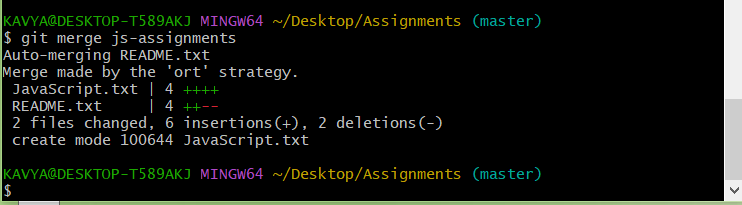 KAVYA@DESKTOP-T589AKJ MINGW64 ~/Desktop/Assignments (master)
$ git merge js-assignments
Auto-merging README.txt
Merge made by the 'ort' strategy.
 JavaScript.txt | 4 ++++
 README.txt     | 4 ++--
 2 files changed, 6 insertions(+), 2 deletions(-)
 create mode 100644 JavaScript.txt
KAVYA@DESKTOP-T589AKJ MINGW64 ~/Desktop/Assignments (master)
$